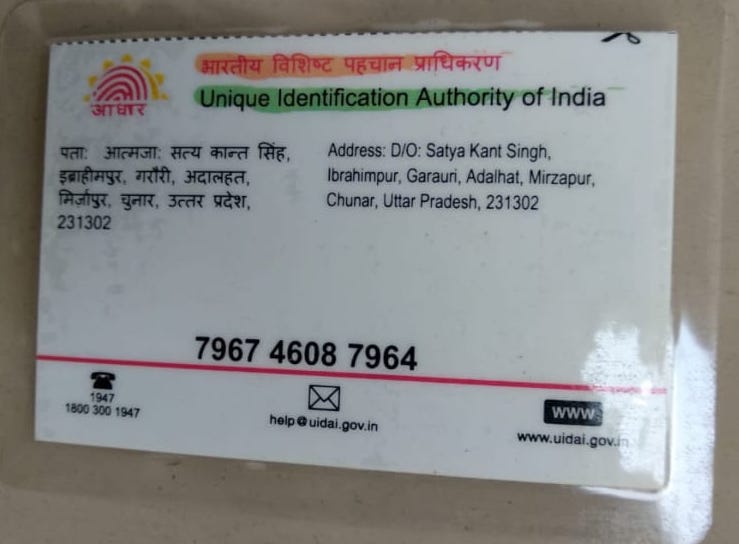 भारतीय विशिष्ट पहचान प्राधिकरण
Unique Identification Authority of India
आधार
पता: आत्मजा: सत्य कान्त सिंह,
इब्राहीमपुर, गरौरी, अदालहत,
मिर्ज़ापुर, चुनार, उत्तर प्रदेश,
231302
Address: D/O: Satya Kant Singh,
Ibrahimpur, Garauri, Adalhat, Mirzapur,
Chunar, Uttar Pradesh, 231302
7967 4608 7964
1947
1800 300 1947
help@uidai.gov.in
www
www.uidai.gov.in